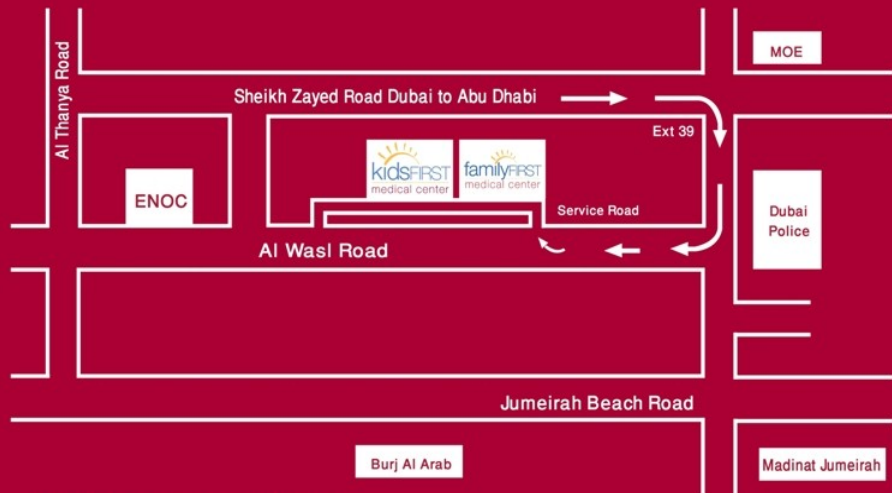 Al Thanya Road
MOE
Sheikh Zayed Road Dubai to Abu Dhabi
Ext 39
kidsFIRST
medical center
familyFIRST
medical center
ENOC
Service Road
Dubai
Police
Al Wasl Road
Jumeirah Beach Road
Burj Al Arab
Madinat Jumeirah